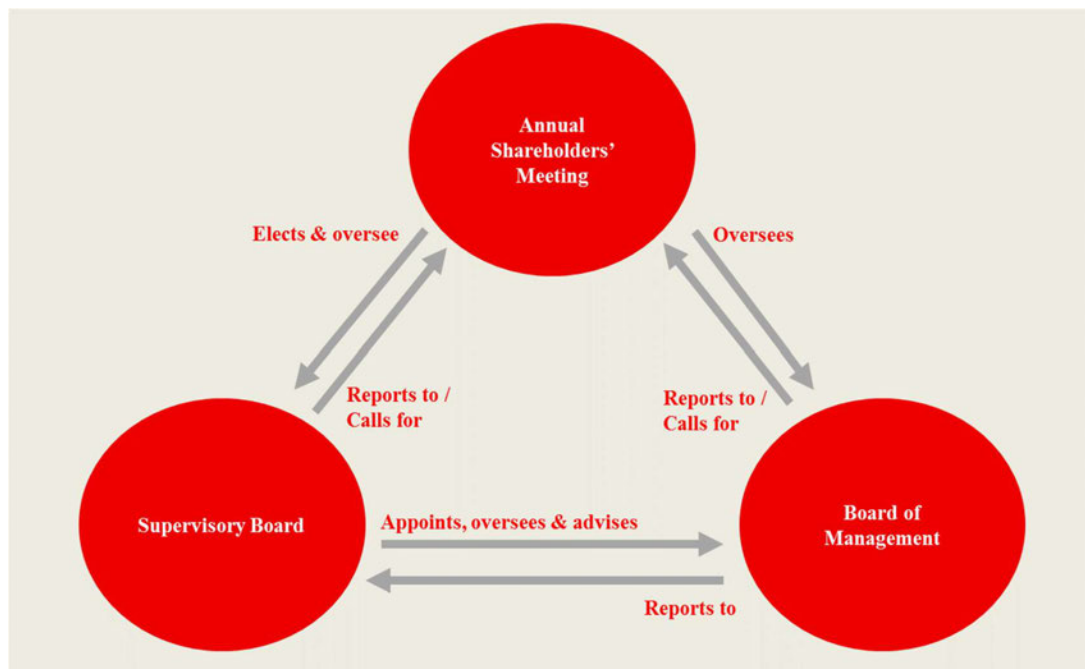 Annual
Shareholders’
Meeting
Elects & oversee
Oversees
Reports to /
Calls for
Reports to /
Calls for
Supervisory Board
Appoints, oversees & advises
Board of
Management
Reports to